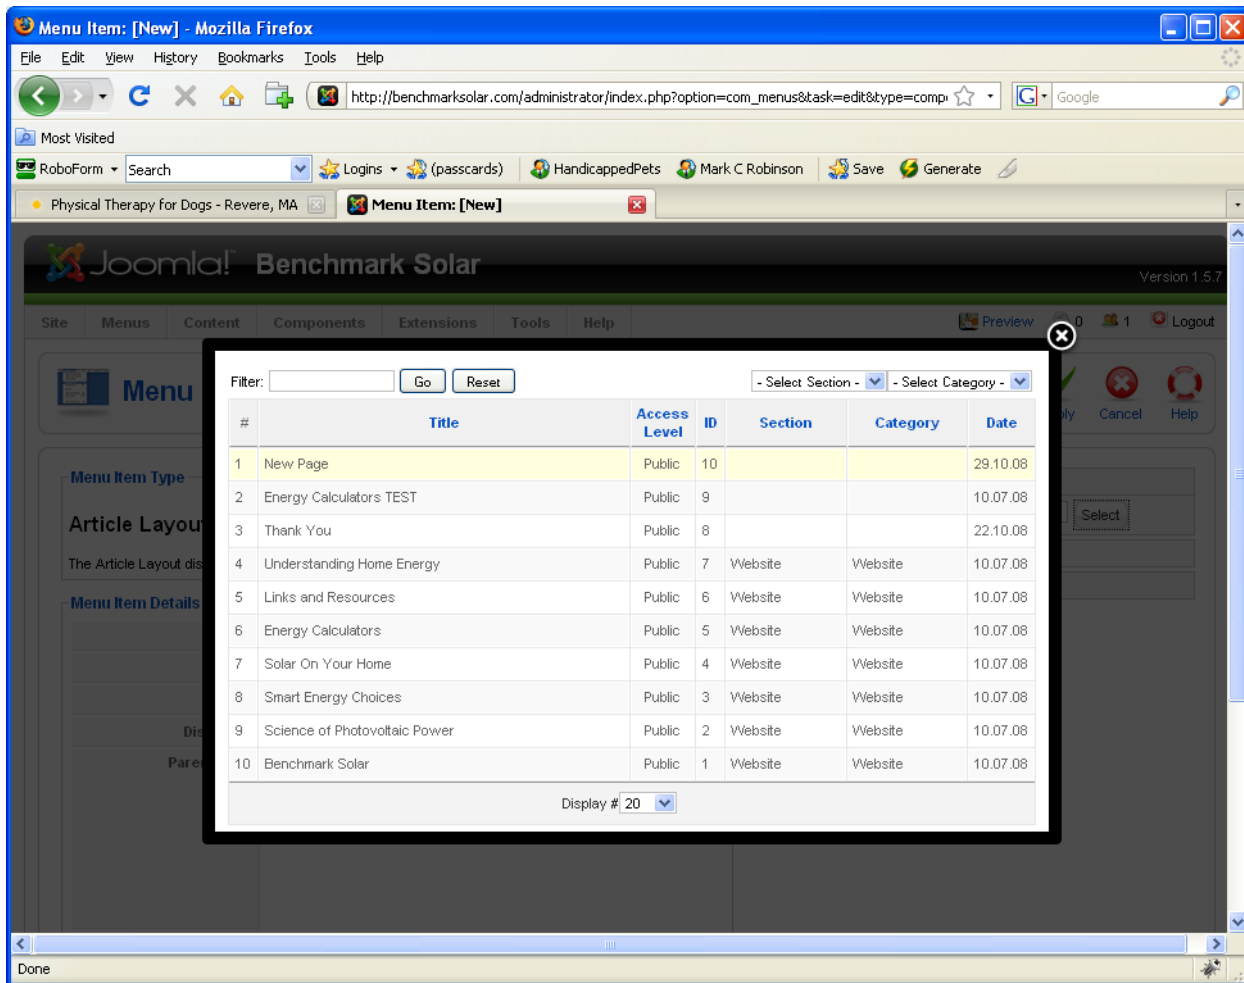 Menu Item: [New] - Mozilla Firefox
File Edit View History Bookmarks Tools Help
http://benchmarksolar.com/administrator/index.php?option=com_menus&task=edit&type=comp G Google
Most Visited
RoboForm Search Logins (passcards) HandicappedPets Mark C Robinson Save Generate
Physical Therapy for Dogs - Revere, MA Menu Item: [New]
Joomla! Benchmark Solar
Version 1.5.7
Site Menus Content Components Extensions Tools Help Preview 0 1 Logout
Menu Cancel Help
Filter: Go Reset - Select Section - - Select Category -
# Title Access Level ID Section Category Date
1 New Page Public 10 29.10.08
2 Energy Calculators TEST Public 9 10.07.08
3 Thank You Public 8 22.10.08
4 Understanding Home Energy Public 7 Website Website 10.07.08
5 Links and Resources Public 6 Website Website 10.07.08
6 Energy Calculators Public 5 Website Website 10.07.08
7 Solar On Your Home Public 4 Website Website 10.07.08
8 Smart Energy Choices Public 3 Website Website 10.07.08
9 Science of Photovoltaic Power Public 2 Website Website 10.07.08
10 Benchmark Solar Public 1 Website Website 10.07.08
Display # 20
Menu Item Type
Article Layou
Select
The Article Layout dis
Menu Item Details
Dis
Pare
Done